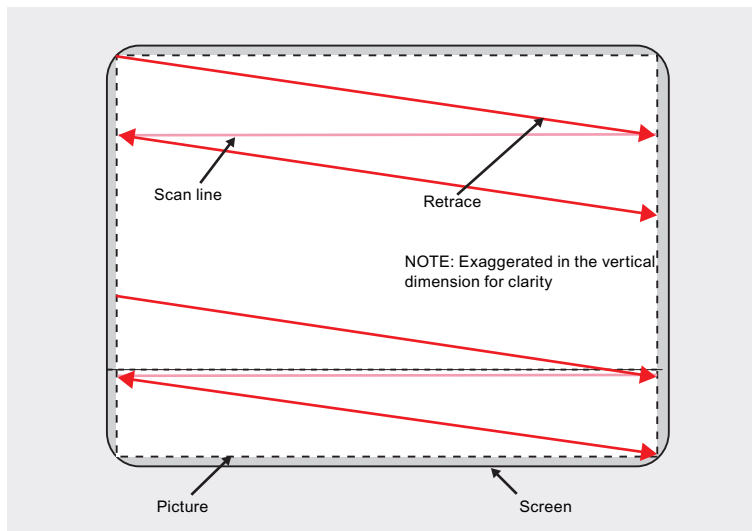 Scan line
Retrace
NOTE: Exaggerated in the vertical
dimension for clarity
Picture
Screen